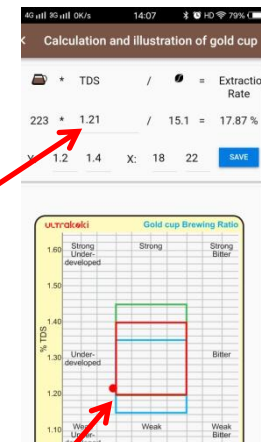 4G 3G 0K/s 14:07 HD 79%
Calculation and illustration of gold cup
* TDS / = Extractio
Rate
223 * 1.21 / 15.1 = 17.87 %
1.2 1.4 X: 18 22 SAVE
ultrakoki Gold cup Brewing Ratio
1.60 Strong Under-developed Strong Strong Bitter
1.50
1.40
% TDS
1.30 Under-developed Bitter
1.20
1.10 Weak Weak Bitter